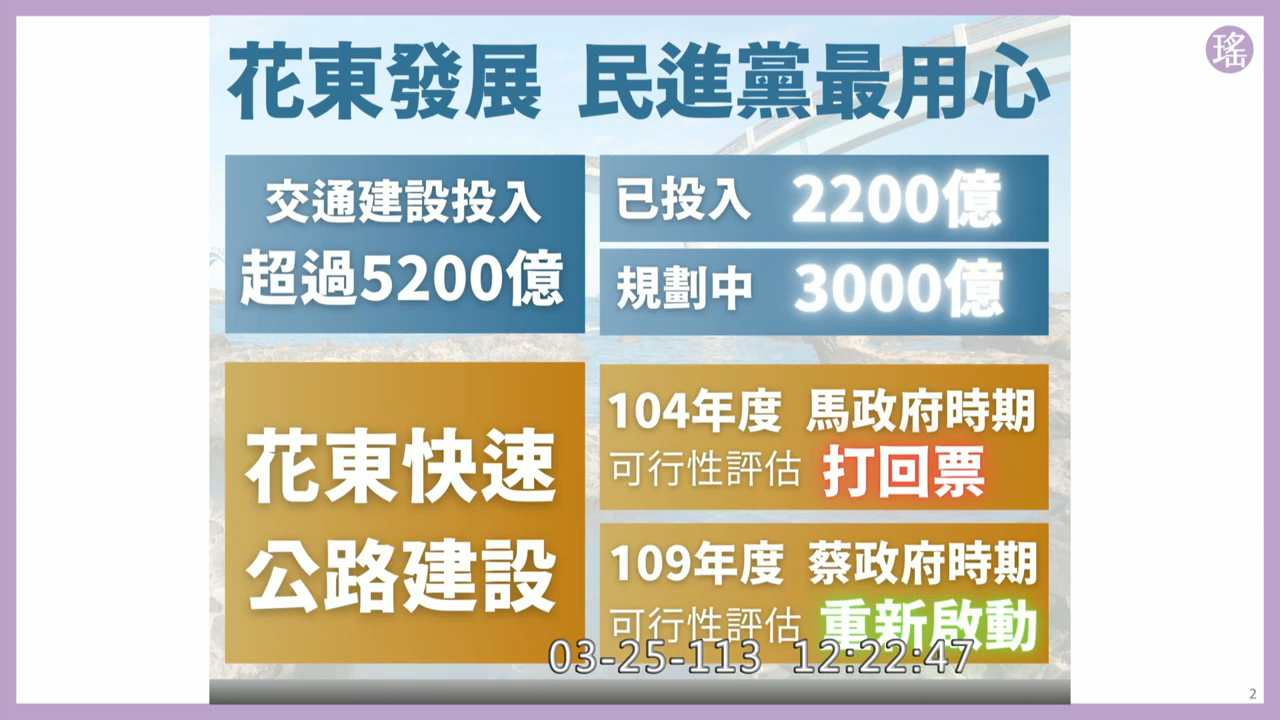 瑤
花東發展 民進黨最用心
交通建設投入
超過5200億
已投入 2200億
規劃中 3000億
花東快速
公路建設
104年度 馬政府時期
可行性評估 打回票
109年度 蔡政府時期
可行性評估 重新啟動
03-25-113 12:22:47
2